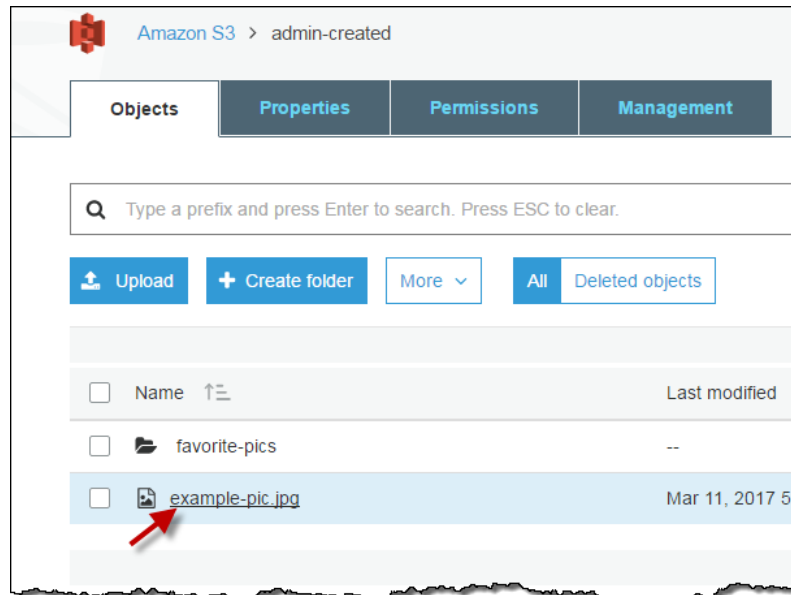 Amazon S3 > admin-created
Objects Properties Permissions Management
Type a prefix and press Enter to search. Press ESC to clear.
Upload Create folder More All Deleted objects
Name Last modified
favorite-pics --
example-pic.jpg Mar 11, 2017 5